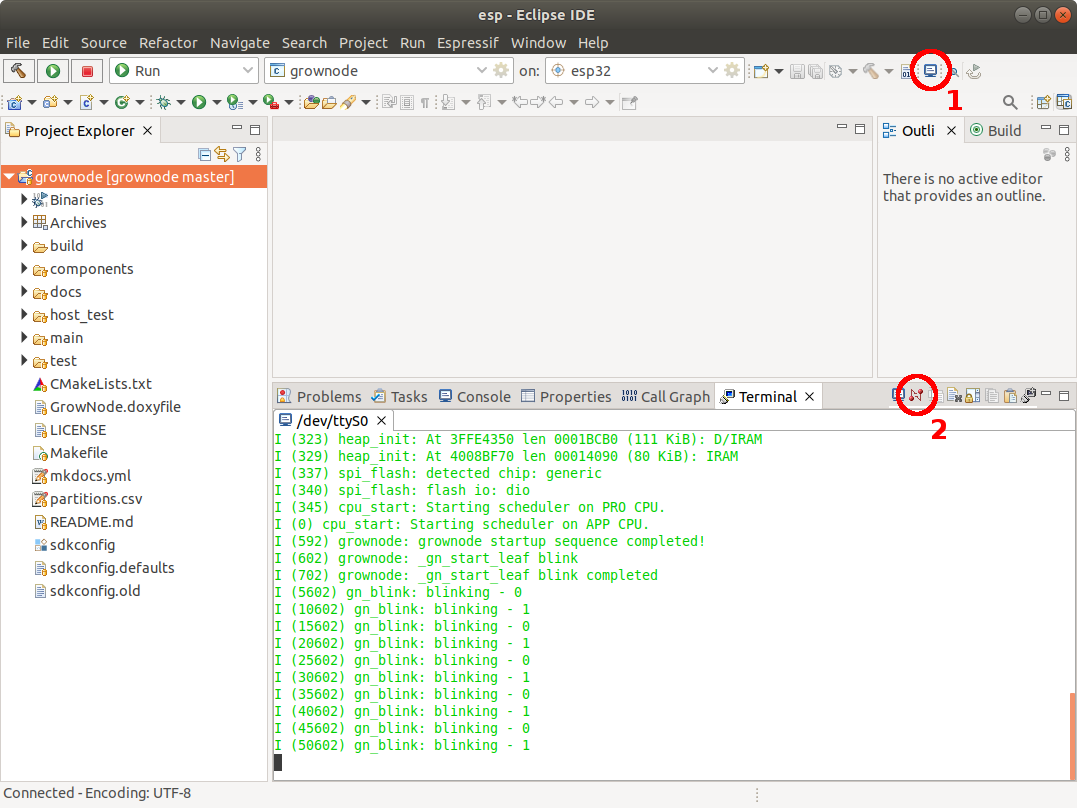 esp - Eclipse IDE
File Edit Source Refactor Navigate Search Project Run Espressif Window Help
Run grownode on: esp32
1
Project Explorer
Outli Build
There is no active editor
that provides an outline.
grownode [grownode master]
Binaries
Archives
build
components
docs
host_test
main
test
CMakeLists.txt
GrowNode.doxyfile
LICENSE
Makefile
mkdocs.yml
partitions.csv
README.md
sdkconfig
sdkconfig.defaults
sdkconfig.old
Problems Tasks Console Properties Call Graph Terminal
2
/dev/ttyS0
I (323) heap_init: At 3FFE4350 len 0001BCB0 (111 KiB): D/IRAM
I (329) heap_init: At 4008BF70 len 00014090 (80 KiB): IRAM
I (337) spi_flash: detected chip: generic
I (340) spi_flash: flash io: dio
I (345) cpu_start: Starting scheduler on PRO CPU.
I (0) cpu_start: Starting scheduler on APP CPU.
I (592) grownode: grownode startup sequence completed!
I (602) grownode: _gn_start_leaf blink
I (702) grownode: _gn_start_leaf blink completed
I (5602) gn_blink: blinking - 0
I (10602) gn_blink: blinking - 1
I (15602) gn_blink: blinking - 0
I (20602) gn_blink: blinking - 1
I (25602) gn_blink: blinking - 0
I (30602) gn_blink: blinking - 1
I (35602) gn_blink: blinking - 0
I (40602) gn_blink: blinking - 1
I (45602) gn_blink: blinking - 0
I (50602) gn_blink: blinking - 1
Connected - Encoding: UTF-8